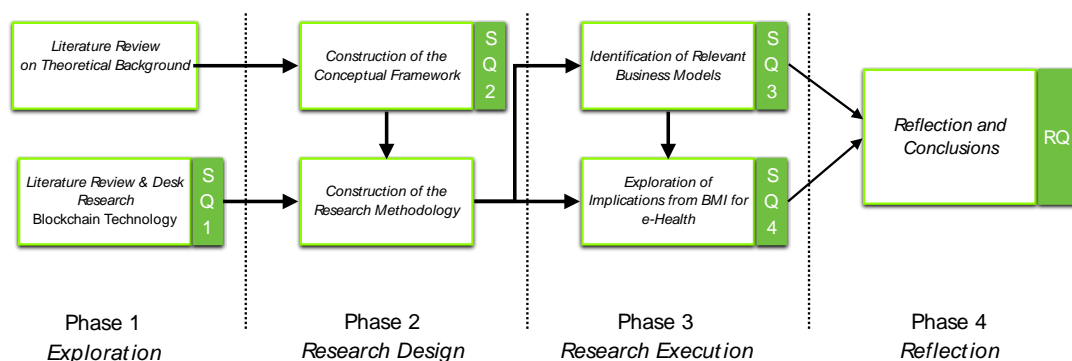 Literature Review
on Theoretical Background
Literature Review & Desk
Research
Blockchain Technology
S
Q
1
Phase 1
Exploration
Construction of the
Conceptual Framework
S
Q
2
Construction of the
Research Methodology
Phase 2
Research Design
Identification of Relevant
Business Models
S
Q
3
Exploration of
Implications from BMI for
e-Health
S
Q
4
Phase 3
Research Execution
Reflection and
Conclusions
RQ
Phase 4
Reflection